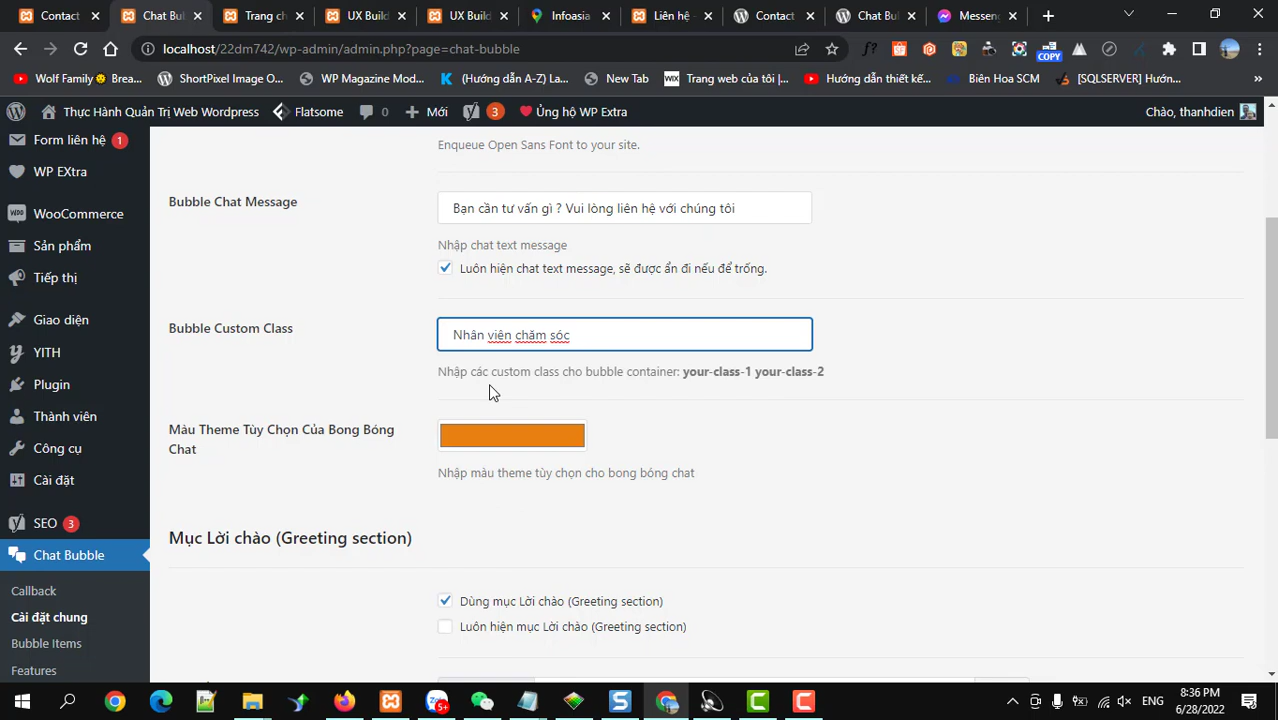 Contact
Chat Bu
Trang ch
UX Build
UX Build
Infoasia
Liên hệ
Contact
Chat Bu
Messen
localhost/22dm742/wp-admin/admin.php?page=chat-bubble
COPY
Wolf Family Brea...
ShortPixel Image O...
WP Magazine Mod...
(Hướng dẫn A-Z) La...
New Tab
WIX
Trang web của tôi |...
Hướng dẫn thiết kế...
Biên Hoa SCM
[SQLSERVER] Hướn...
»
Thực Hành Quản Trị Web Wordpress
Flatsome
0
Mới
3
Ủng hộ WP Extra
Chào, thanhdien
Form liên hệ 1
WP EXtra
WooCommerce
Sản phẩm
Tiếp thị
Giao diện
YITH
Plugin
Thành viên
Công cụ
Cài đặt
SEO 3
Chat Bubble
Callback
Cài đặt chung
Bubble Items
Features
Enqueue Open Sans Font to your site.
Bubble Chat Message
Bạn cần tư vấn gì ? Vui lòng liên hệ với chúng tôi
Nhập chat text message
Luôn hiện chat text message, sẽ được ẩn đi nếu để trống.
Bubble Custom Class
Nhân viên chăm sóc
Nhập các custom class cho bubble container: your-class-1 your-class-2
Màu Theme Tùy Chọn Của Bong Bóng
Chat
Nhập màu theme tùy chọn cho bong bóng chat
Mục Lời chào (Greeting section)
Dùng mục Lời chào (Greeting section)
Luôn hiện mục Lời chào (Greeting section)
Zalo
5+
ENG
8:36 PM
6/28/2022